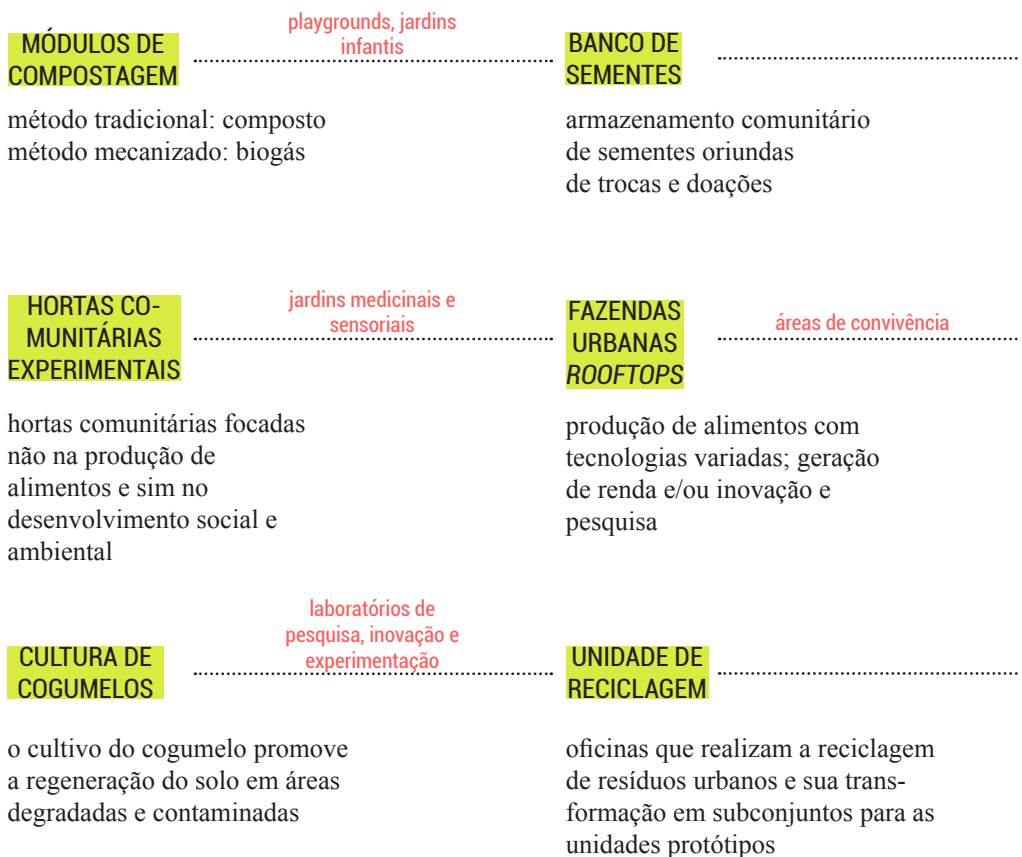 MÓDULOS DE
COMPOSTAGEM
playgrounds, jardins
infantis
método tradicional: composto
método mecanizado: biogás
BANCO DE
SEMENTES
armazenamento comunitário
de sementes oriundas
de trocas e doações
HORTAS CO-
MUNITÁRIAS
EXPERIMENTAIS
jardins medicinais e
sensoriais
hortas comunitárias focadas
não na produção de
alimentos e sim no
desenvolvimento social e
ambiental
FAZENDAS
URBANAS
ROOFTOPS
áreas de convivência
produção de alimentos com
tecnologias variadas; geração
de renda e/ou inovação e
pesquisa
CULTURA DE
COGUMELOS
laboratórios de
pesquisa, inovação e
experimentação
o cultivo do cogumelo promove
a regeneração do solo em áreas
degradadas e contaminadas
UNIDADE DE
RECICLAGEM
oficinas que realizam a reciclagem
de resíduos urbanos e sua trans-
formação em subconjuntos para as
unidades protótipos